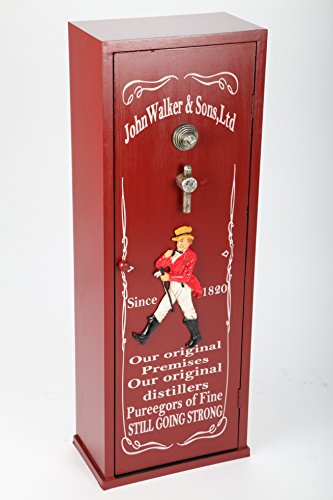 John Walker & Sons,Ltd
Since 1820
Our original
Premises
Our original
distillers
Pureegors of Fine
STILL GOING STRONG